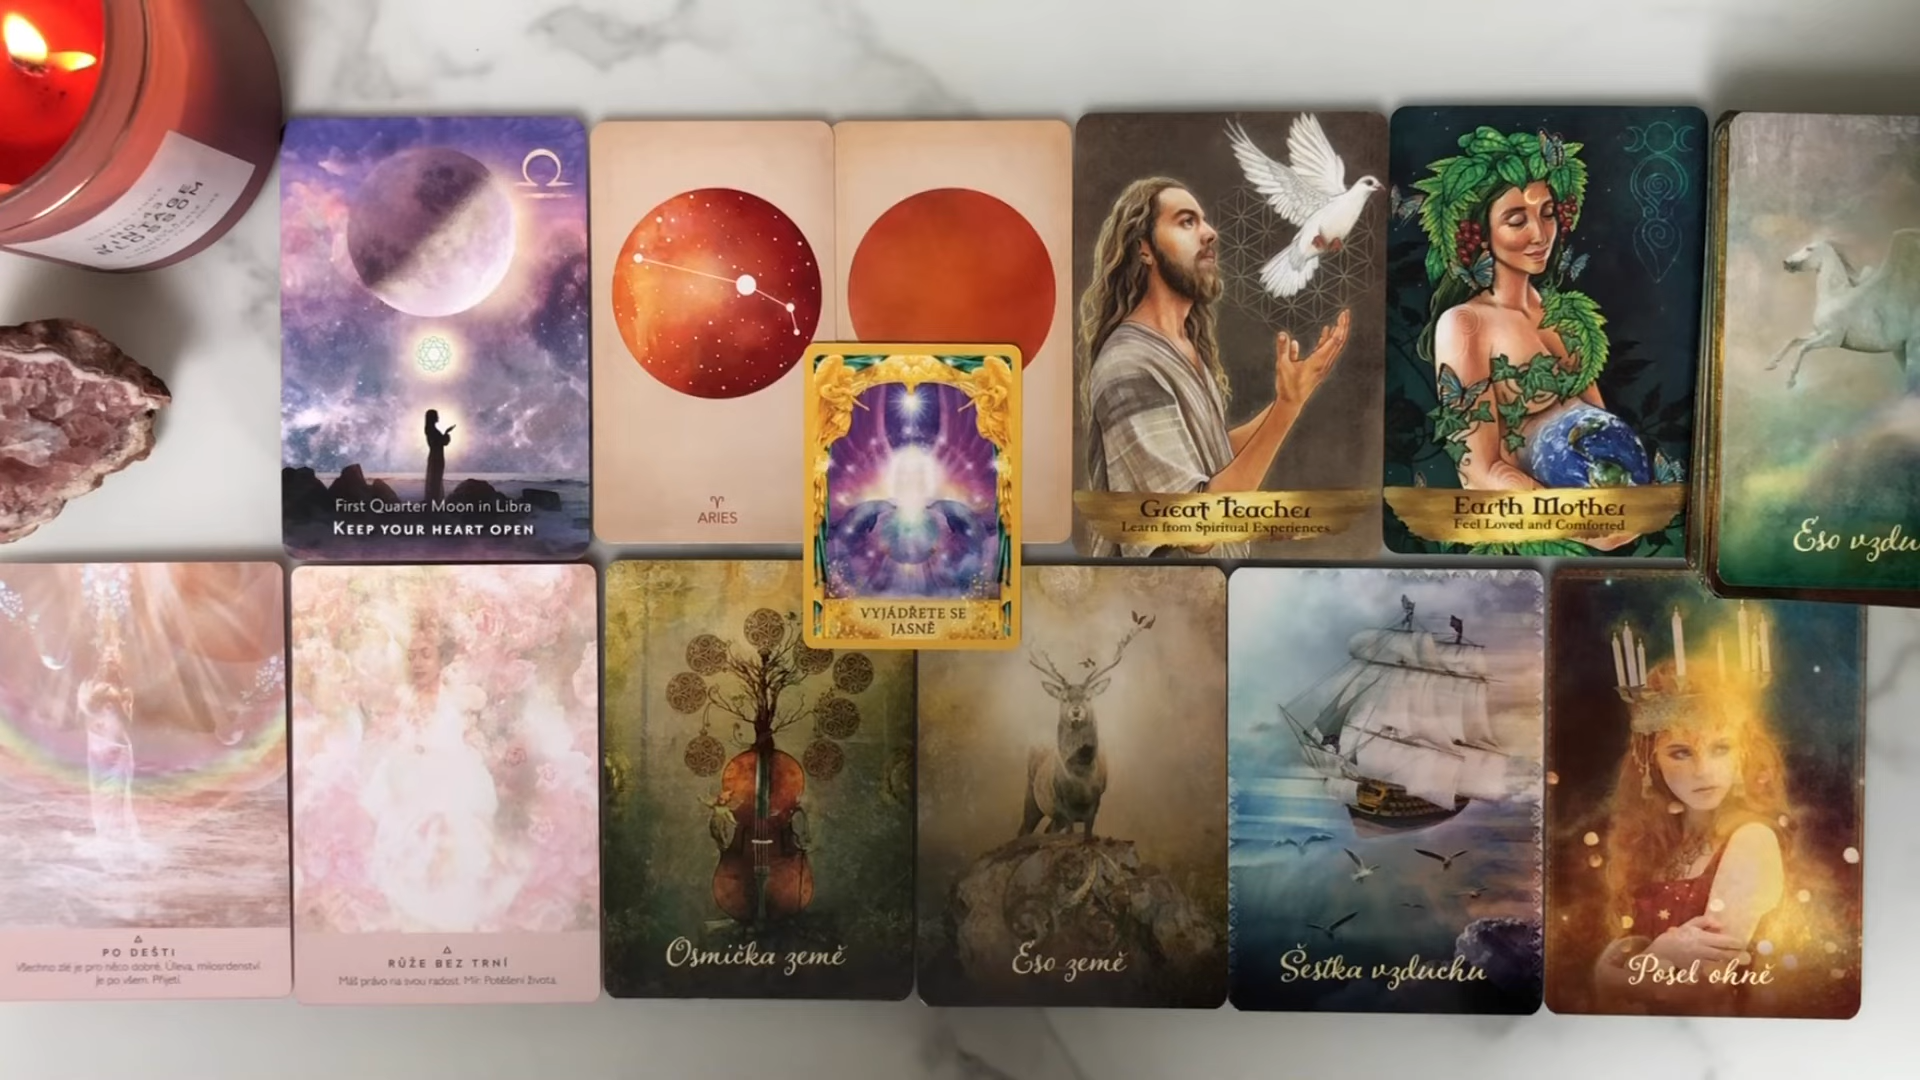 First Quarter Moon in Libra
KEEP YOUR HEART OPEN
ARIES
Great Teacher
Learn from Spiritual Experiences
Earth Mother
Feel Loved and Comforted
Eso vzdu
VYJÁDŘETE SE
JASNĚ
PO DEŠTI
Všechno zlé je pro něco dobré. Úleva, milosrdenství
je po všem. Přijetí.
RŮŽE BEZ TRNÍ
Máš právo na svou radost. Mír. Potěšení života.
Osmička země
Eso země
Šestka vzduchu
Posel ohně